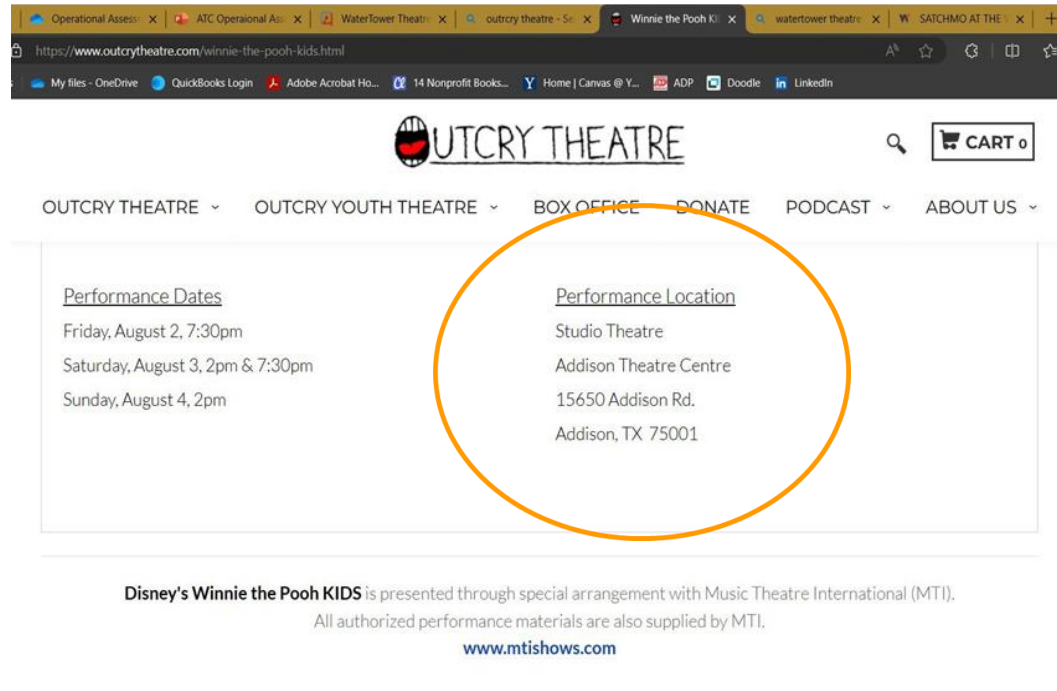 Operational Assess
ATC Operaional Ass
WaterTower Theatr
outrcry theatre - Se
Winnie the Pooh KI
watertower theatre
SATCHMO AT THE
https://www.outcrytheatre.com/winnie-the-pooh-kids.html
My files - OneDrive
QuickBooks Login
Adobe Acrobat Ho...
14 Nonprofit Books...
Home | Canvas @ Y...
ADP
Doodle
LinkedIn
OUTCRY THEATRE
CART 0
OUTCRY THEATRE
OUTCRY YOUTH THEATRE
BOX OFFICE
DONATE
PODCAST
ABOUT US
Performance Dates
Friday, August 2, 7:30pm
Saturday, August 3, 2pm & 7:30pm
Sunday, August 4, 2pm
Performance Location
Studio Theatre
Addison Theatre Centre
15650 Addison Rd.
Addison, TX 75001
Disney's Winnie the Pooh KIDS is presented through special arrangement with Music Theatre International (MTI).
All authorized performance materials are also supplied by MTI.
www.mtishows.com